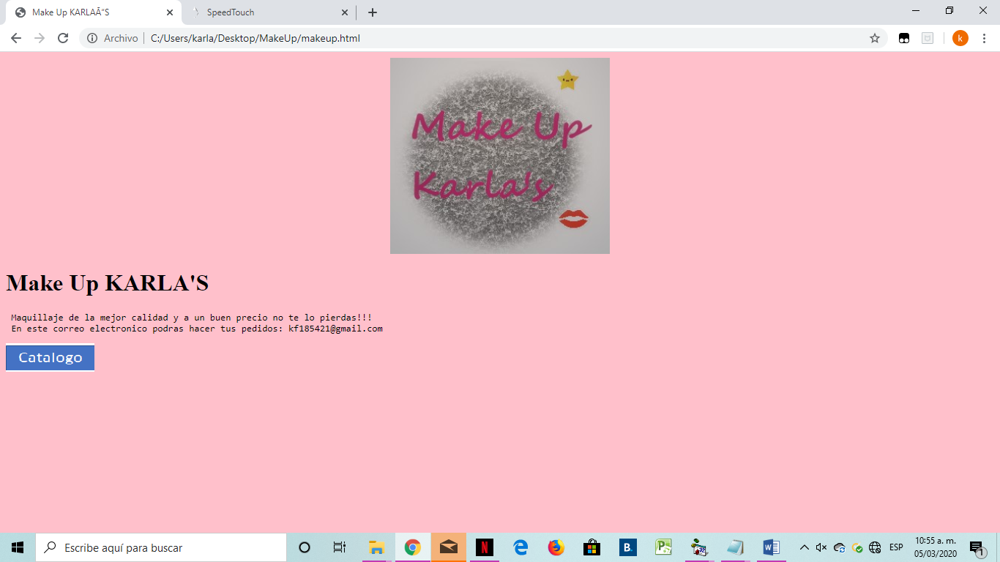 Make Up KARLAÂ´S
SpeedTouch
Archivo
C:/Users/karla/Desktop/MakeUp/makeup.html
k
Make Up
Karla's
Make Up KARLA'S
Maquillaje de la mejor calidad y a un buen precio no te lo pierdas!!!
En este correo electronico podras hacer tus pedidos: kf185421@gmail.com
Catalogo
Escribe aquí para buscar
N
B.
P
W
ESP
10:55 a. m.
05/03/2020
1